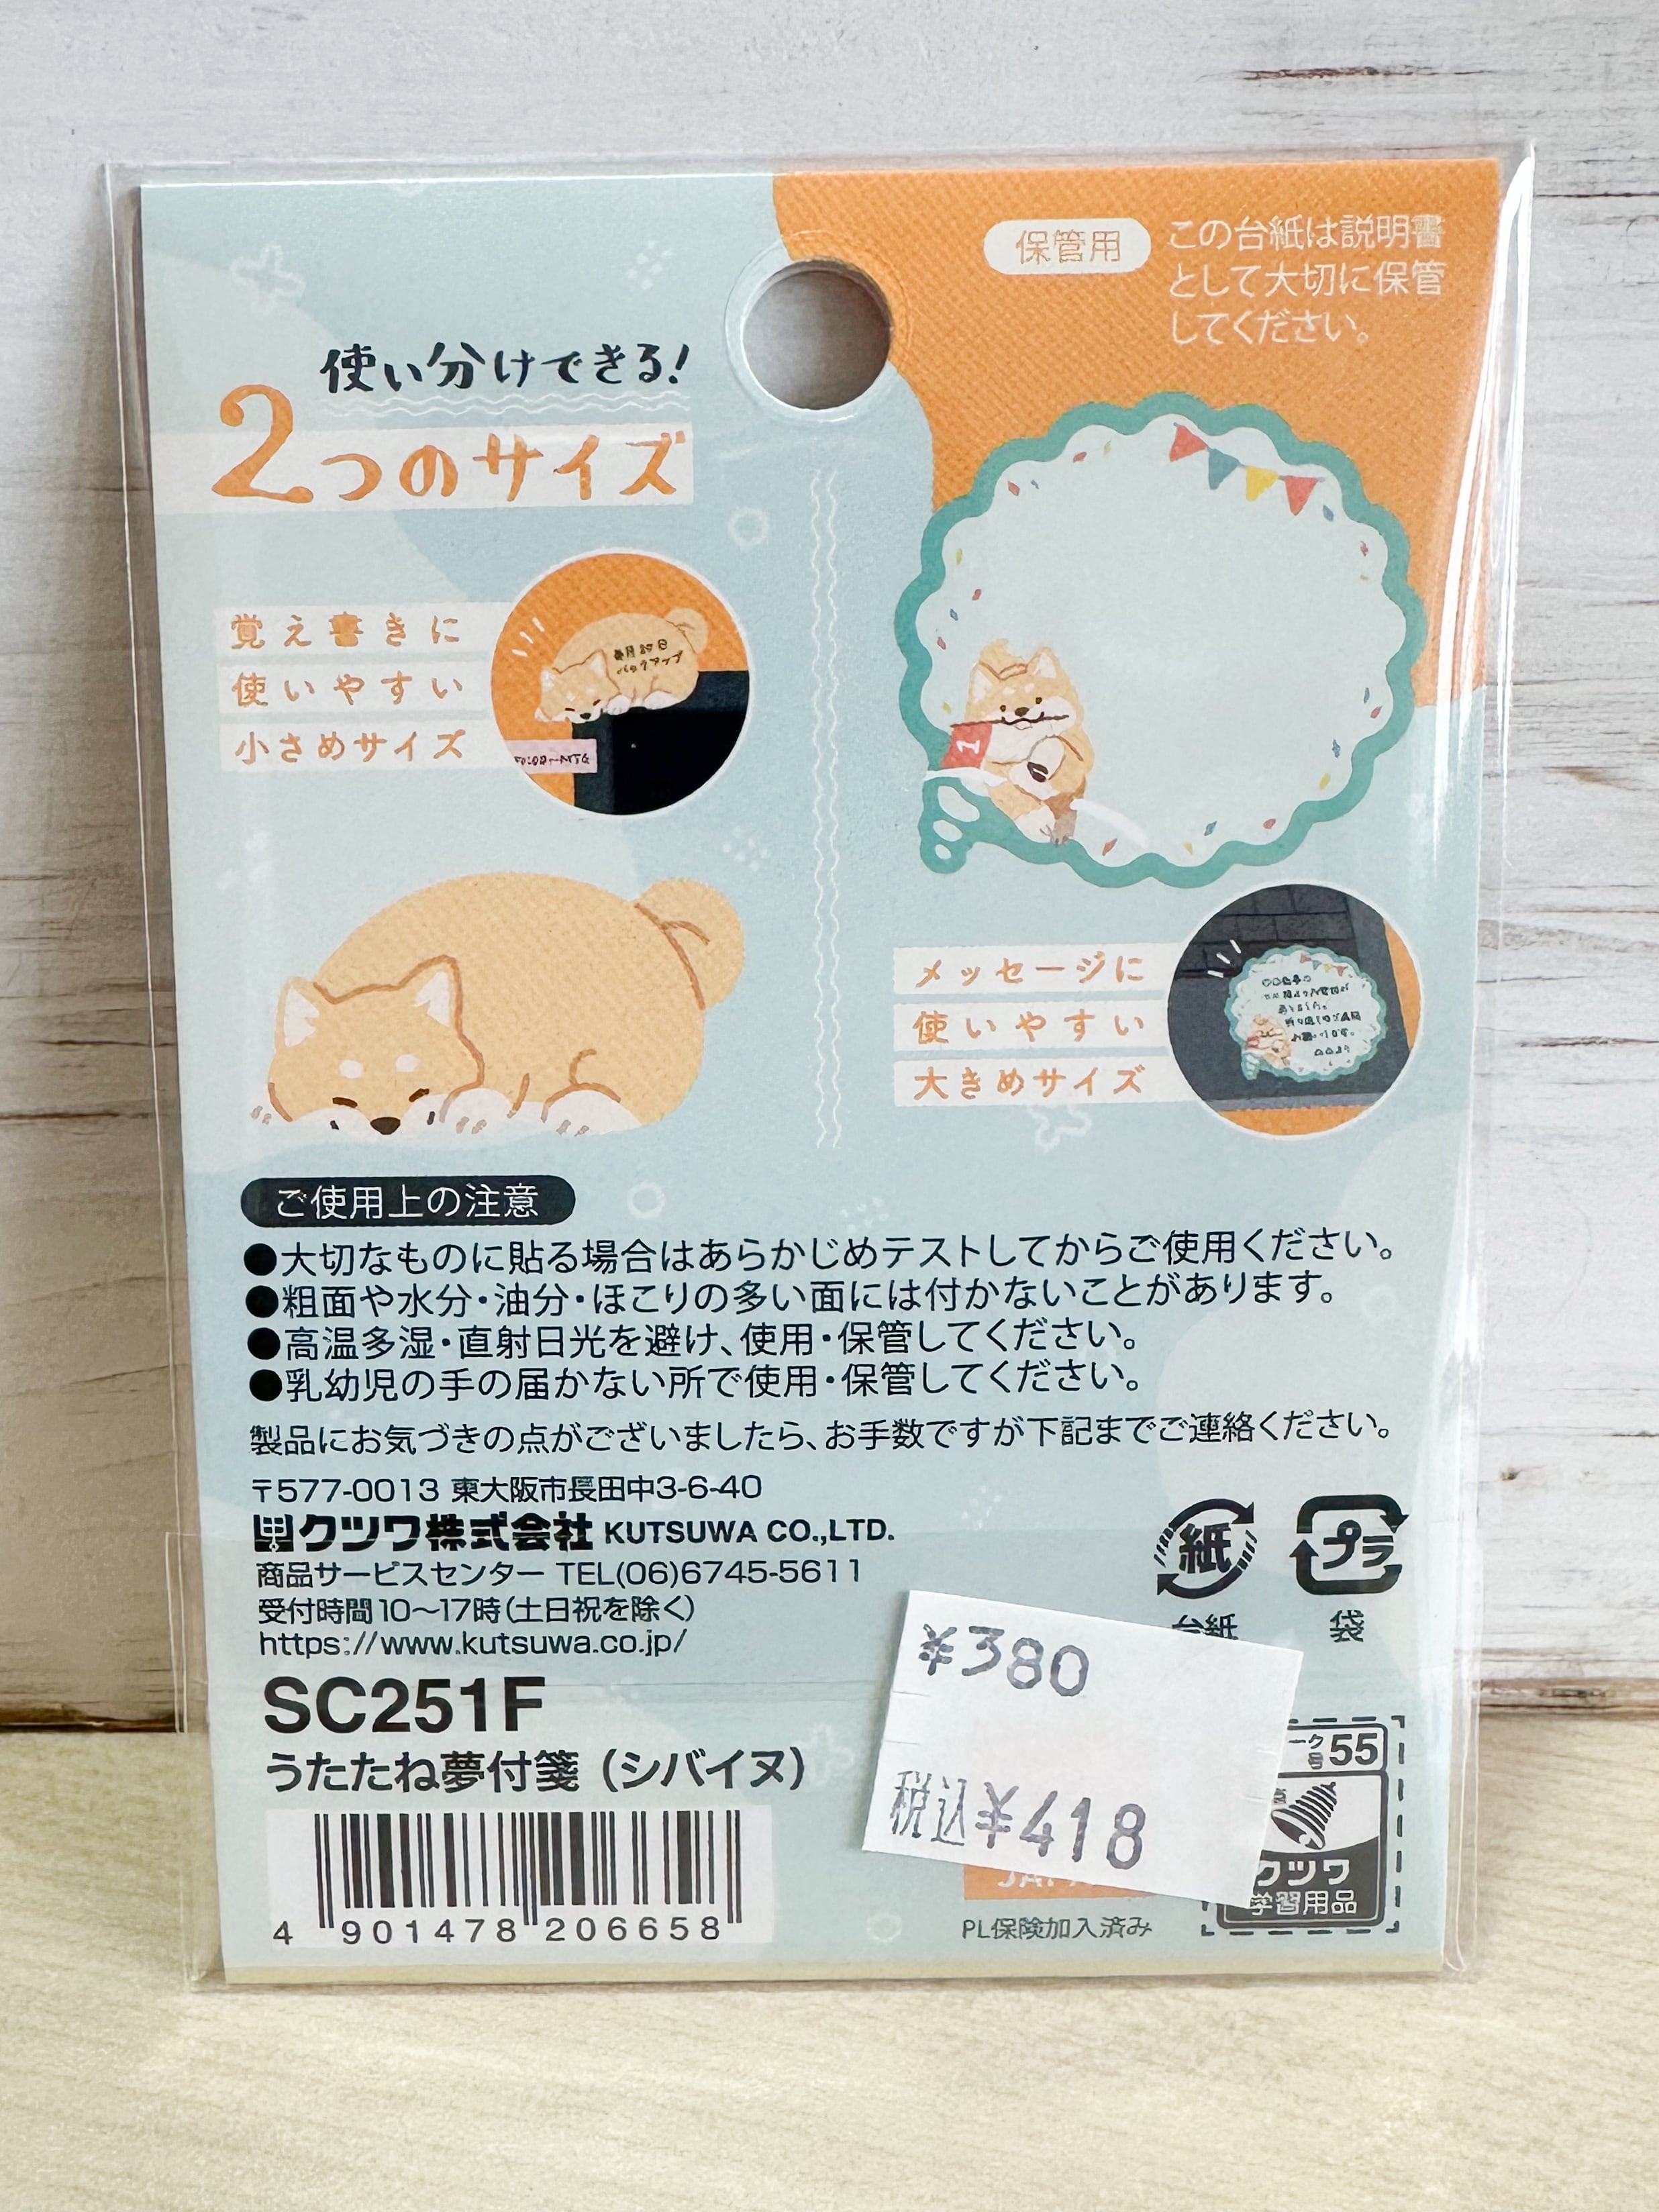 保管用
この台紙は説明書
として大切に保管
してください。
使い分けできる!
2つのサイズ
覚え書きに
使いやすい
小さめサイズ
毎月20日
バックアップ
メッセージに
使いやすい
大きめサイズ
ご使用上の注意
●大切なものに貼る場合はあらかじめテストしてからご使用ください。
●粗面や水分・油分・ほこりの多い面には付かないことがあります。
●高温多湿・直射日光を避け、使用・保管してください。
●乳幼児の手の届かない所で使用・保管してください。
製品にお気づきの点がございましたら、お手数ですが下記までご連絡ください。
〒577-0013 東大阪市長田中3-6-40
クツワ株式会社 KUTSUWA CO.,LTD.
商品サービスセンター TEL(06)6745-5611
受付時間10〜17時(土日祝を除く)
https://www.kutsuwa.co.jp/
紙
プラ
台紙
袋
SC251F
うたたね夢付箋(シバイヌ)
4 901478 206658
¥380
税込¥418
PL保険加入済み
55
クツワ
学習用品
1